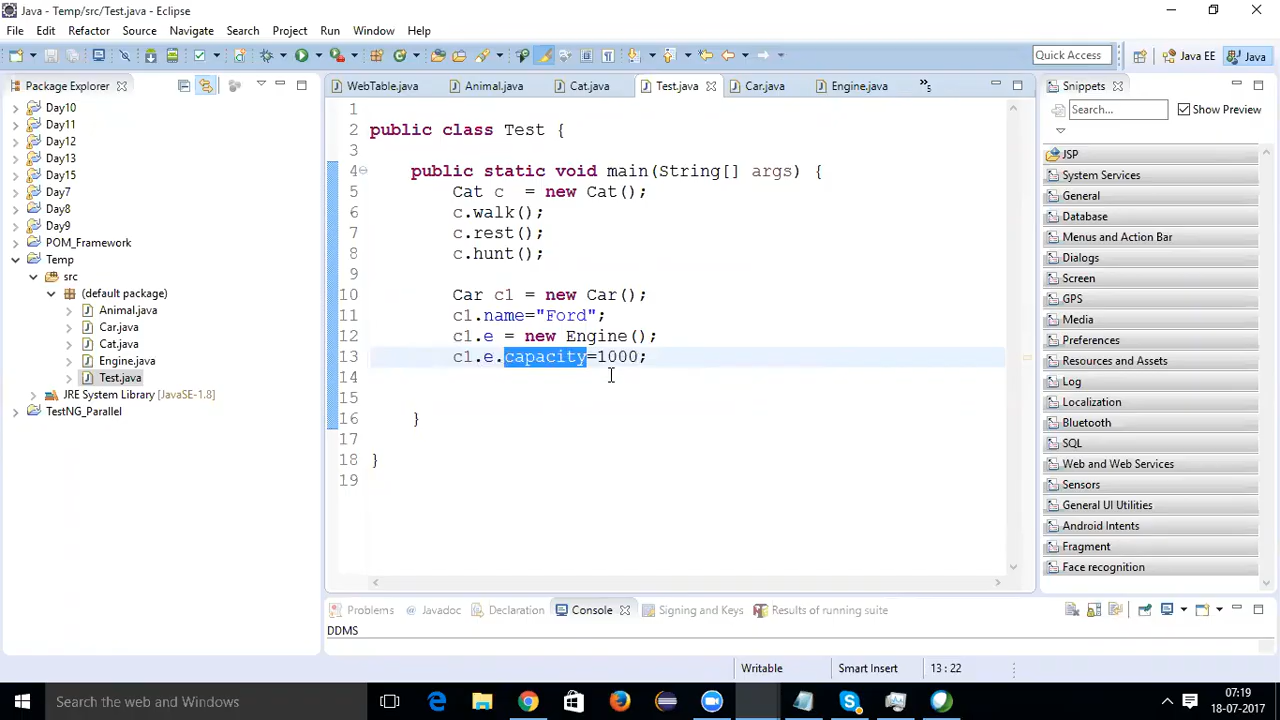 Java - Temp/src/Test.java - Eclipse
File Edit Refactor Source Navigate Search Project Run Window Help
Quick Access
Java EE
Java
Package Explorer
Day10
Day11
Day12
Day13
Day15
Day7
Day8
Day9
POM_Framework
Temp
src
(default package)
Animal.java
Car.java
Cat.java
Engine.java
Test.java
JRE System Library [JavaSE-1.8]
TestNG_Parallel
WebTable.java Animal.java Cat.java Test.java Car.java Engine.java »5
1
2 public class Test {
3
4 public static void main(String[] args) {
5 Cat c  = new Cat();
6 c.walk();
7 c.rest();
8 c.hunt();
9
10 Car c1 = new Car();
11 c1.name="Ford";
12 c1.e = new Engine();
13 c1.e.capacity=1000;
14
15
16 }
17
18 }
19
Snippets
Search...
Show Preview
JSP
System Services
General
Database
Menus and Action Bar
Dialogs
Screen
GPS
Media
Preferences
Resources and Assets
Log
Localization
Bluetooth
SQL
Web and Web Services
Sensors
General UI Utilities
Android Intents
Fragment
Face recognition
Problems @ Javadoc Declaration Console Signing and Keys Results of running suite
DDMS
Writable Smart Insert 13 : 22
Search the web and Windows
07:19
18-07-2017